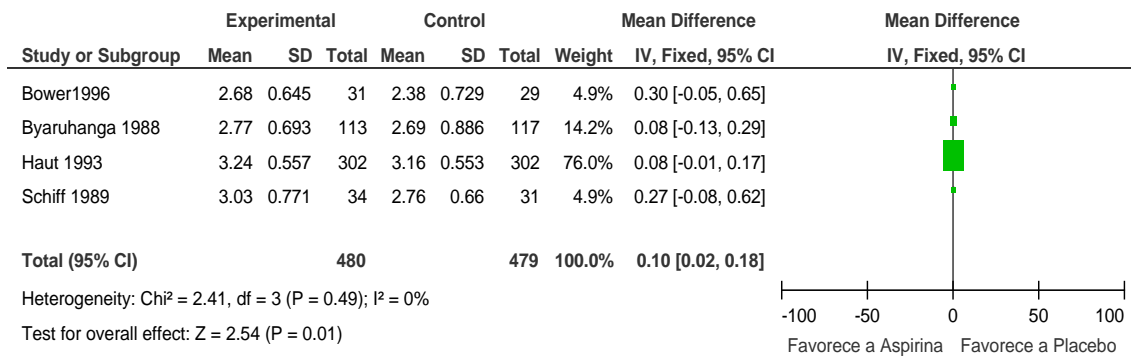 Experimental Control Mean Difference Mean Difference
Study or Subgroup Mean SD Total Mean SD Total Weight IV, Fixed, 95% CI IV, Fixed, 95% CI
Bower1996 2.68 0.645 31 2.38 0.729 29 4.9% 0.30 [-0.05, 0.65]
Byaruhanga 1988 2.77 0.693 113 2.69 0.886 117 14.2% 0.08 [-0.13, 0.29]
Haut 1993 3.24 0.557 302 3.16 0.553 302 76.0% 0.08 [-0.01, 0.17]
Schiff 1989 3.03 0.771 34 2.76 0.66 31 4.9% 0.27 [-0.08, 0.62]
Total (95% CI) 480 479 100.0% 0.10 [0.02, 0.18]
Heterogeneity: Chi² = 2.41, df = 3 (P = 0.49); I² = 0%
Test for overall effect: Z = 2.54 (P = 0.01)
-100 -50 0 50 100
Favorece a Aspirina Favorece a Placebo